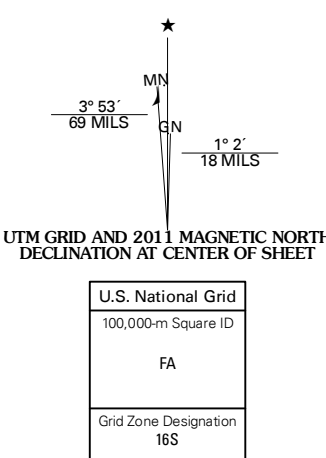 MN
3° 53´
69 MILS
GN
1° 2´
18 MILS
UTM GRID AND 2011 MAGNETIC NORTH
DECLINATION AT CENTER OF SHEET
U.S. National Grid
100,000-m Square ID
FA
Grid Zone Designation
16S